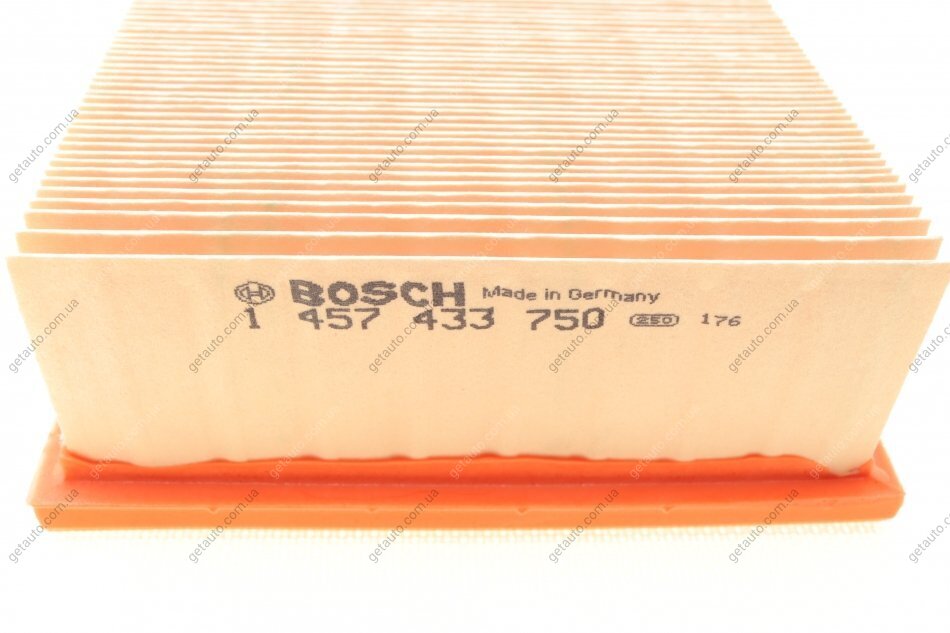 BOSCH Made in Germany
1 457 433 750 250 176
getauto.com.ua